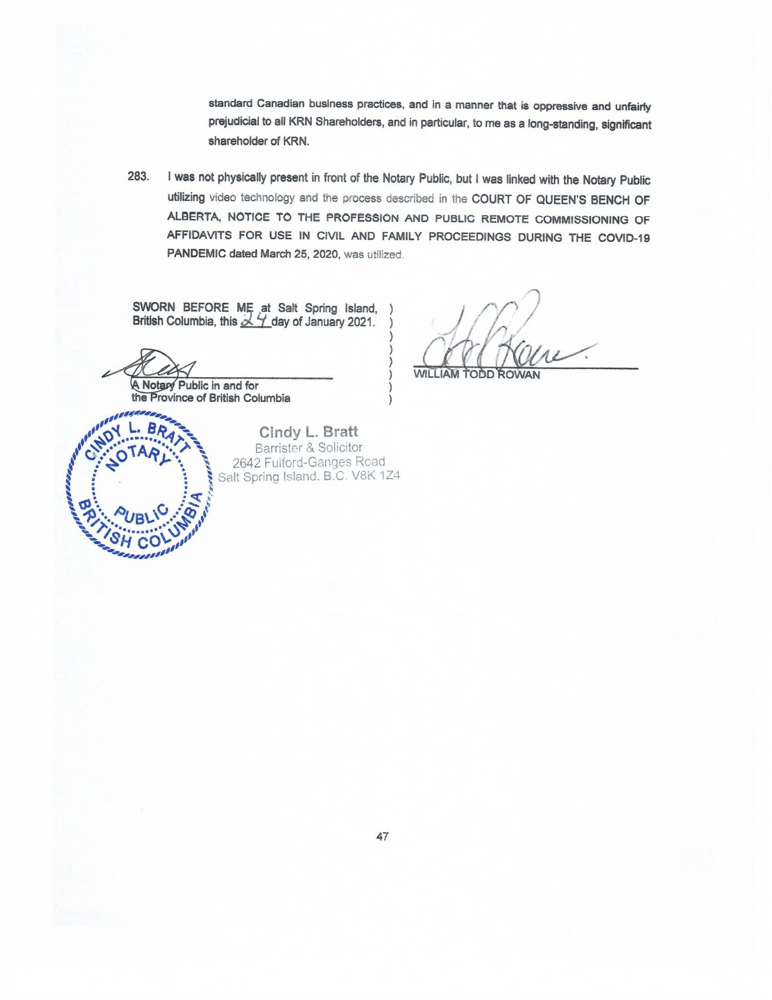 standard Canadian business practices, and in a manner that is oppressive and unfairly
prejudicial to all KRN Shareholders, and in particular, to me as a long-standing, significant
shareholder of KRN.
283. I was not physically present in front of the Notary Public, but I was linked with the Notary Public
utilizing video technology and the process described in the COURT OF QUEEN'S BENCH OF
ALBERTA, NOTICE TO THE PROFESSION AND PUBLIC REMOTE COMMISSIONING OF
AFFIDAVITS FOR USE IN CIVIL AND FAMILY PROCEEDINGS DURING THE COVID-19
PANDEMIC dated March 25, 2020, was utilized.
SWORN BEFORE ME at Salt Spring Island, )
British Columbia, this 24 day of January 2021. )
)
)
)
)
)
)
A Notary Public in and for
the Province of British Columbia
WILLIAM TODD ROWAN
CINDY L. BRATT
NOTARY
PUBLIC
BRITISH COLUMBIA
Cindy L. Bratt
Barrister & Solicitor
2642 Fulford-Ganges Road
Salt Spring Island, B.C. V8K 1Z4
47